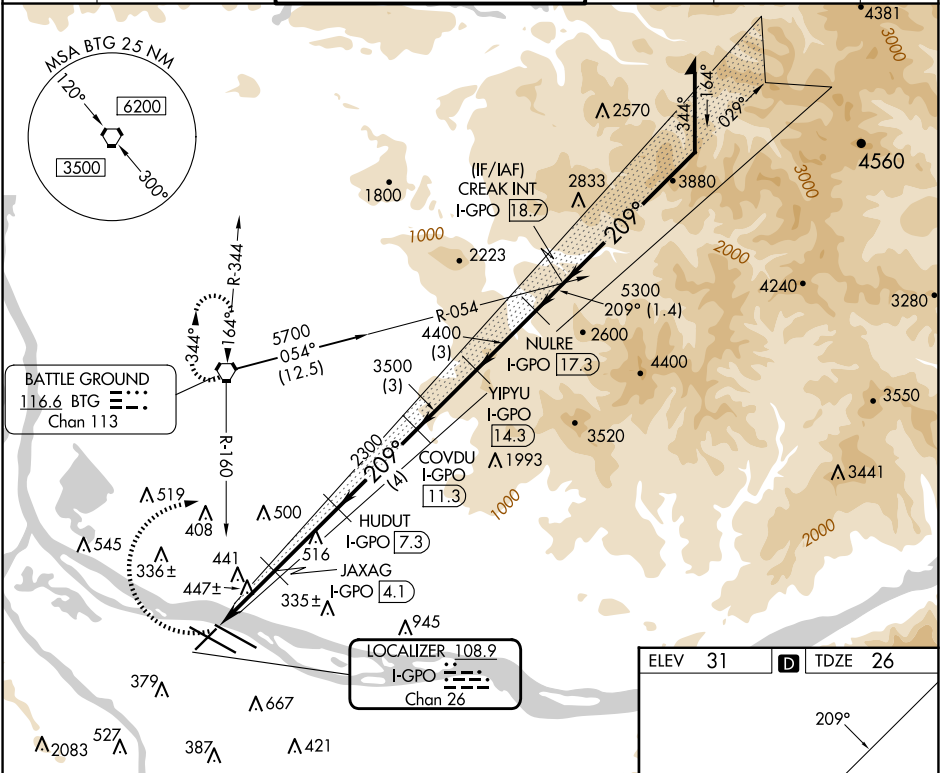 4381
3000
MSA BTG 25 NM
120°
6200
3500
300°
344°
164°
029°
2570
4560
(IF/IAF)
CREAK INT
I-GPO 18.7
2833
3880
1800
209°
3000
1000
2223
2000
R-344
R-054
5300
209° (1.4)
4240
3280
5700
054°
(12.5)
344°
164°
4400
(3)
2600
NULRE
I-GPO 17.3
4400
3500
(3)
BATTLE GROUND
116.6 BTG
Chan 113
YIPYU
I-GPO
14.3
3550
R-160
2300
209°
(4)
3520
COVDU
I-GPO
11.3
1993
3441
1000
2000
519
408
500
HUDUT
I-GPO 7.3
545
336±
441
516
447±
JAXAG
I-GPO 4.1
335±
945
LOCALIZER 108.9
I-GPO
Chan 26
ELEV 31
D
TDZE 26
209°
379
667
2083
527
387
421